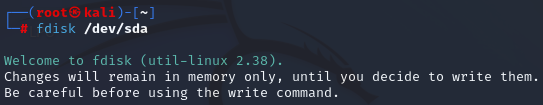 ┌──(root㉿kali)-[~]
└─# fdisk /dev/sda
Welcome to fdisk (util-linux 2.38).
Changes will remain in memory only, until you decide to write them.
Be careful before using the write command.